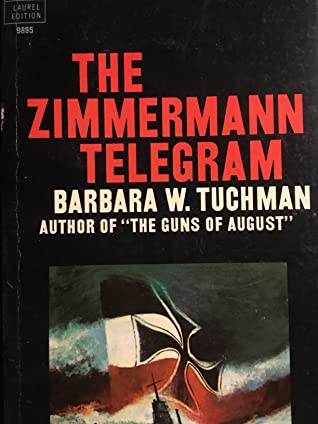 LAUREL
EDITION
9895
THE
ZIMMERMANN
TELEGRAM
BARBARA W. TUCHMAN
AUTHOR OF "THE GUNS OF AUGUST"